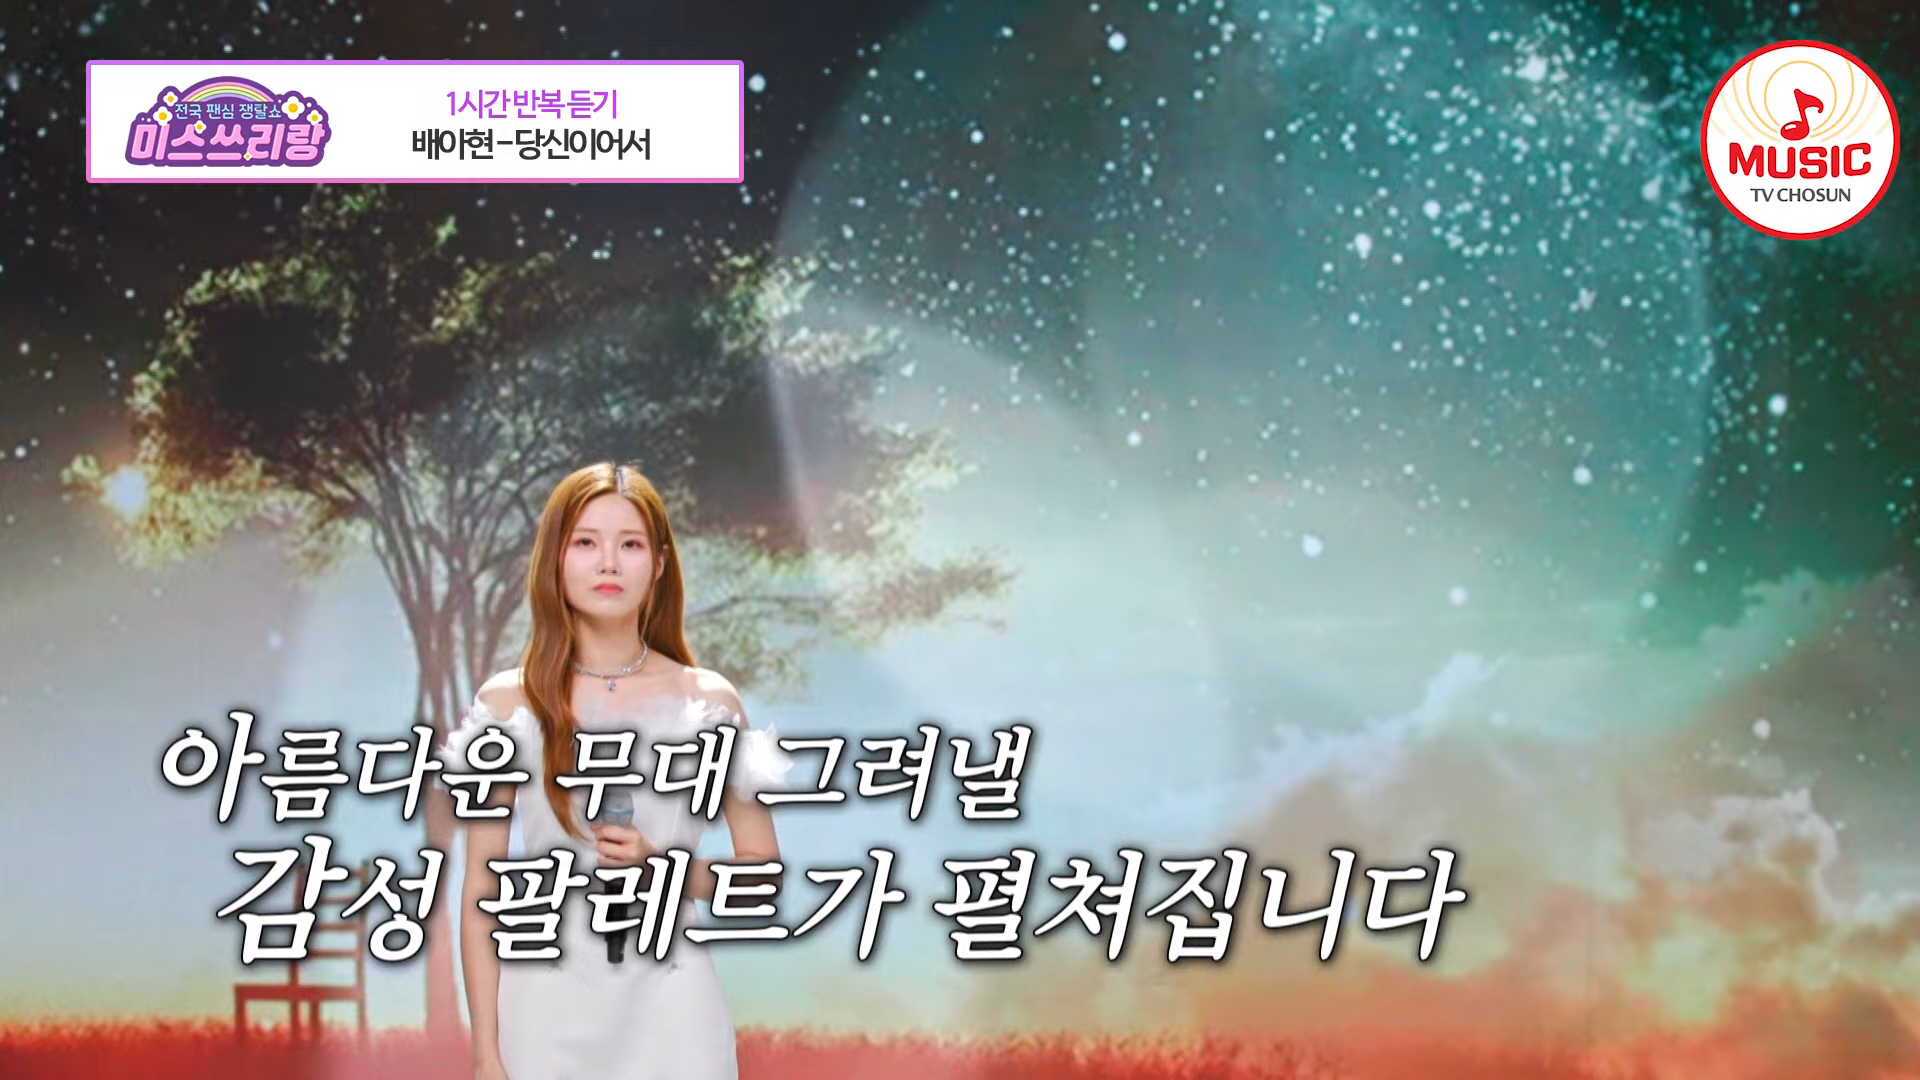 전국 팬심 쟁탈쇼
미스쓰리랑
1시간 반복 듣기
배아현-당신이어서
MUSIC
TV CHOSUN
아름다운 무대 그려낼
감성 팔레트가 펼쳐집니다